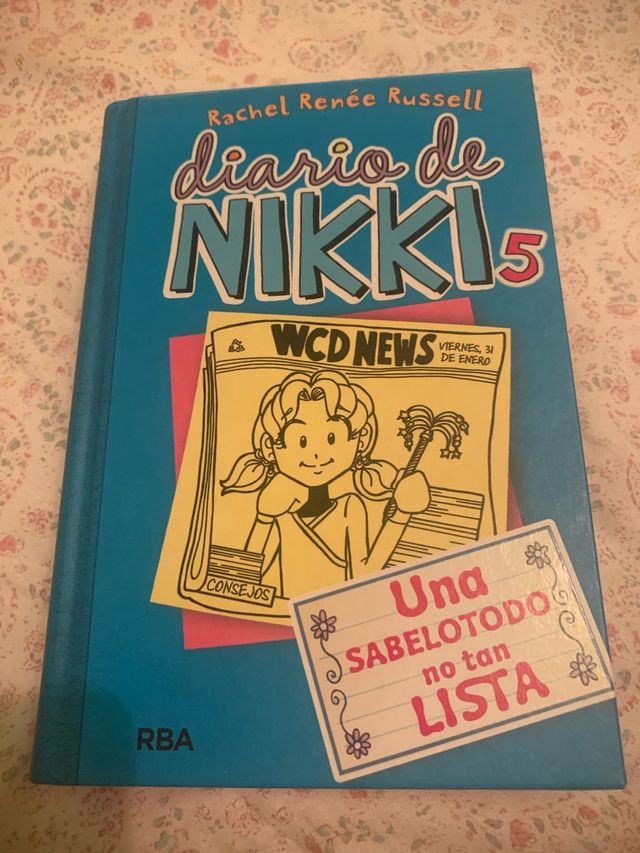 Rachel Renée Russell
diario de
NIKKI 5
WCD NEWS
VIERNES, 31
DE ENERO
CONSEJOS
Una
SABELOTODO
no tan
LISTA
RBA